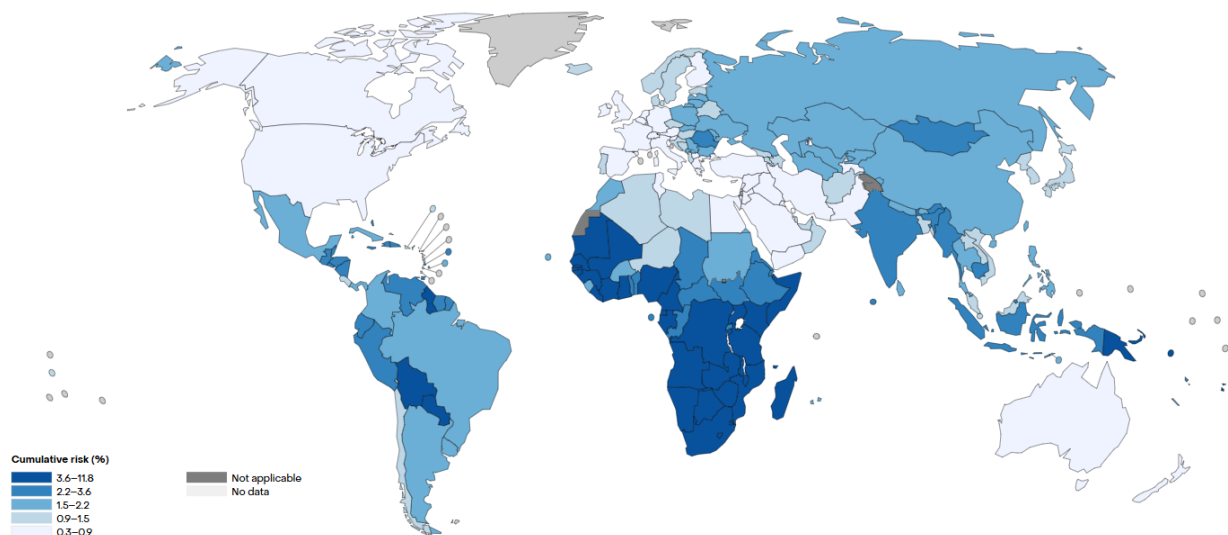 Cumulative risk (%)
3.6–11.8
2.2–3.6
1.5–2.2
0.9–1.5
0.3–0.9
Not applicable
No data